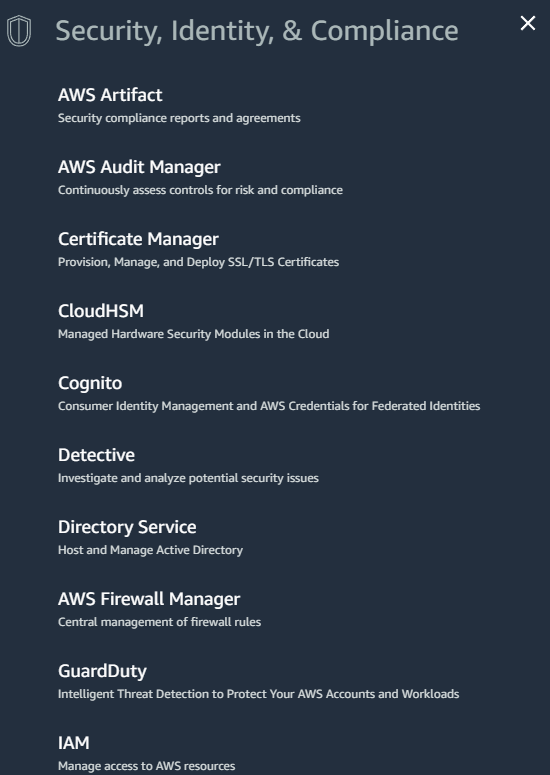 Security, Identity, & Compliance
AWS Artifact
Security compliance reports and agreements
AWS Audit Manager
Continuously assess controls for risk and compliance
Certificate Manager
Provision, Manage, and Deploy SSL/TLS Certificates
CloudHSM
Managed Hardware Security Modules in the Cloud
Cognito
Consumer Identity Management and AWS Credentials for Federated Identities
Detective
Investigate and analyze potential security issues
Directory Service
Host and Manage Active Directory
AWS Firewall Manager
Central management of firewall rules
GuardDuty
Intelligent Threat Detection to Protect Your AWS Accounts and Workloads
IAM
Manage access to AWS resources